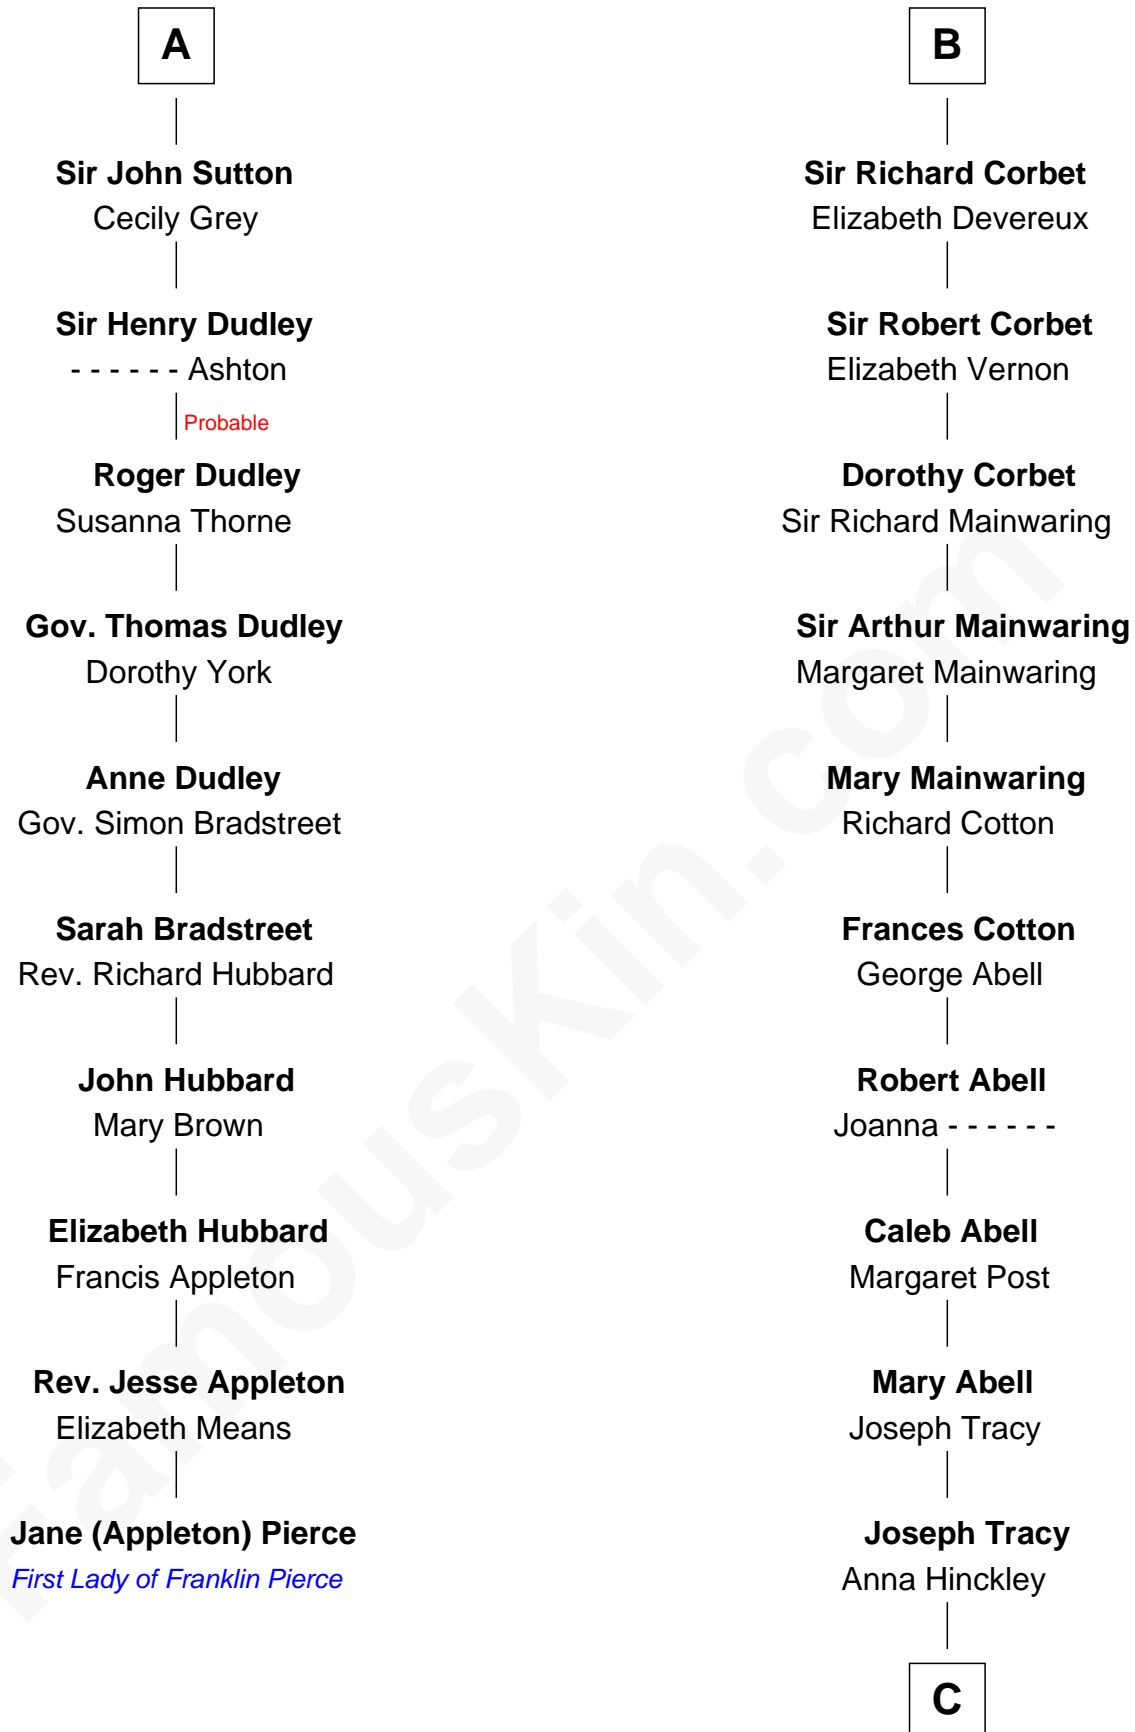 A
Sir John Sutton
Cecily Grey
Sir Henry Dudley
- - - - - - Ashton
Probable
Roger Dudley
Susanna Thorne
Gov. Thomas Dudley
Dorothy York
Anne Dudley
Gov. Simon Bradstreet
Sarah Bradstreet
Rev. Richard Hubbard
John Hubbard
Mary Brown
Elizabeth Hubbard
Francis Appleton
Rev. Jesse Appleton
Elizabeth Means
Jane (Appleton) Pierce
First Lady of Franklin Pierce
B
Sir Richard Corbet
Elizabeth Devereux
Sir Robert Corbet
Elizabeth Vernon
Dorothy Corbet
Sir Richard Mainwaring
Sir Arthur Mainwaring
Margaret Mainwaring
Mary Mainwaring
Richard Cotton
Frances Cotton
George Abell
Robert Abell
Joanna - - - - - -
Caleb Abell
Margaret Post
Mary Abell
Joseph Tracy
Joseph Tracy
Anna Hinckley
C
FamousKin.com